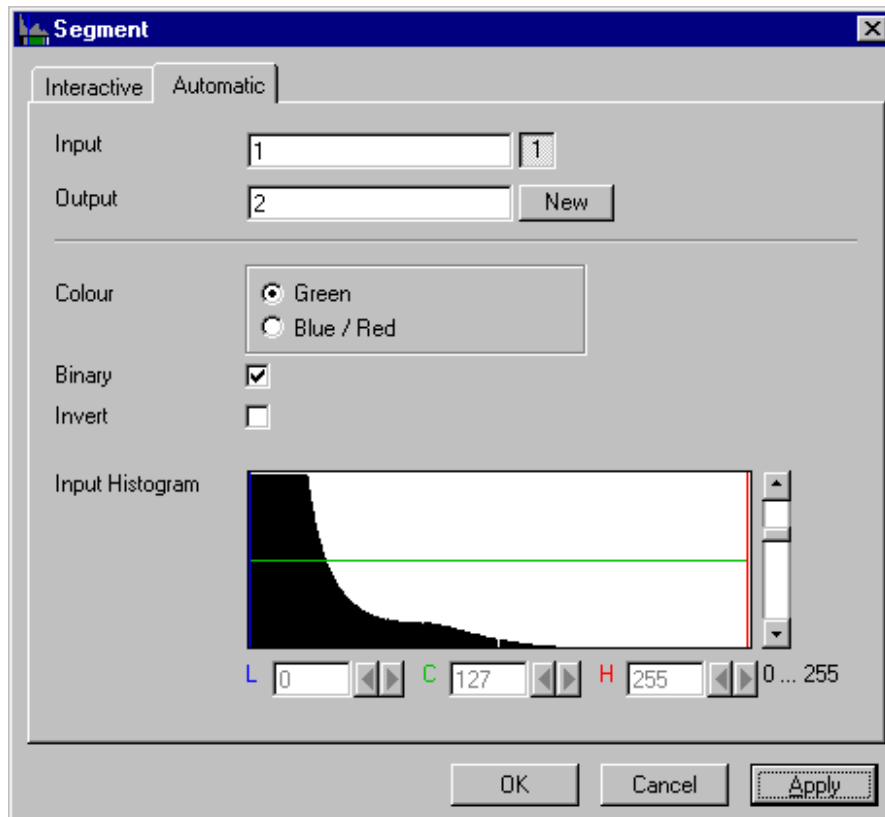 Segment
Interactive Automatic
Input 1 1
Output 2 New
Colour Green
Blue / Red
Binary
Invert
Input Histogram
L 0 C 127 H 255 0 ... 255
OK Cancel Apply